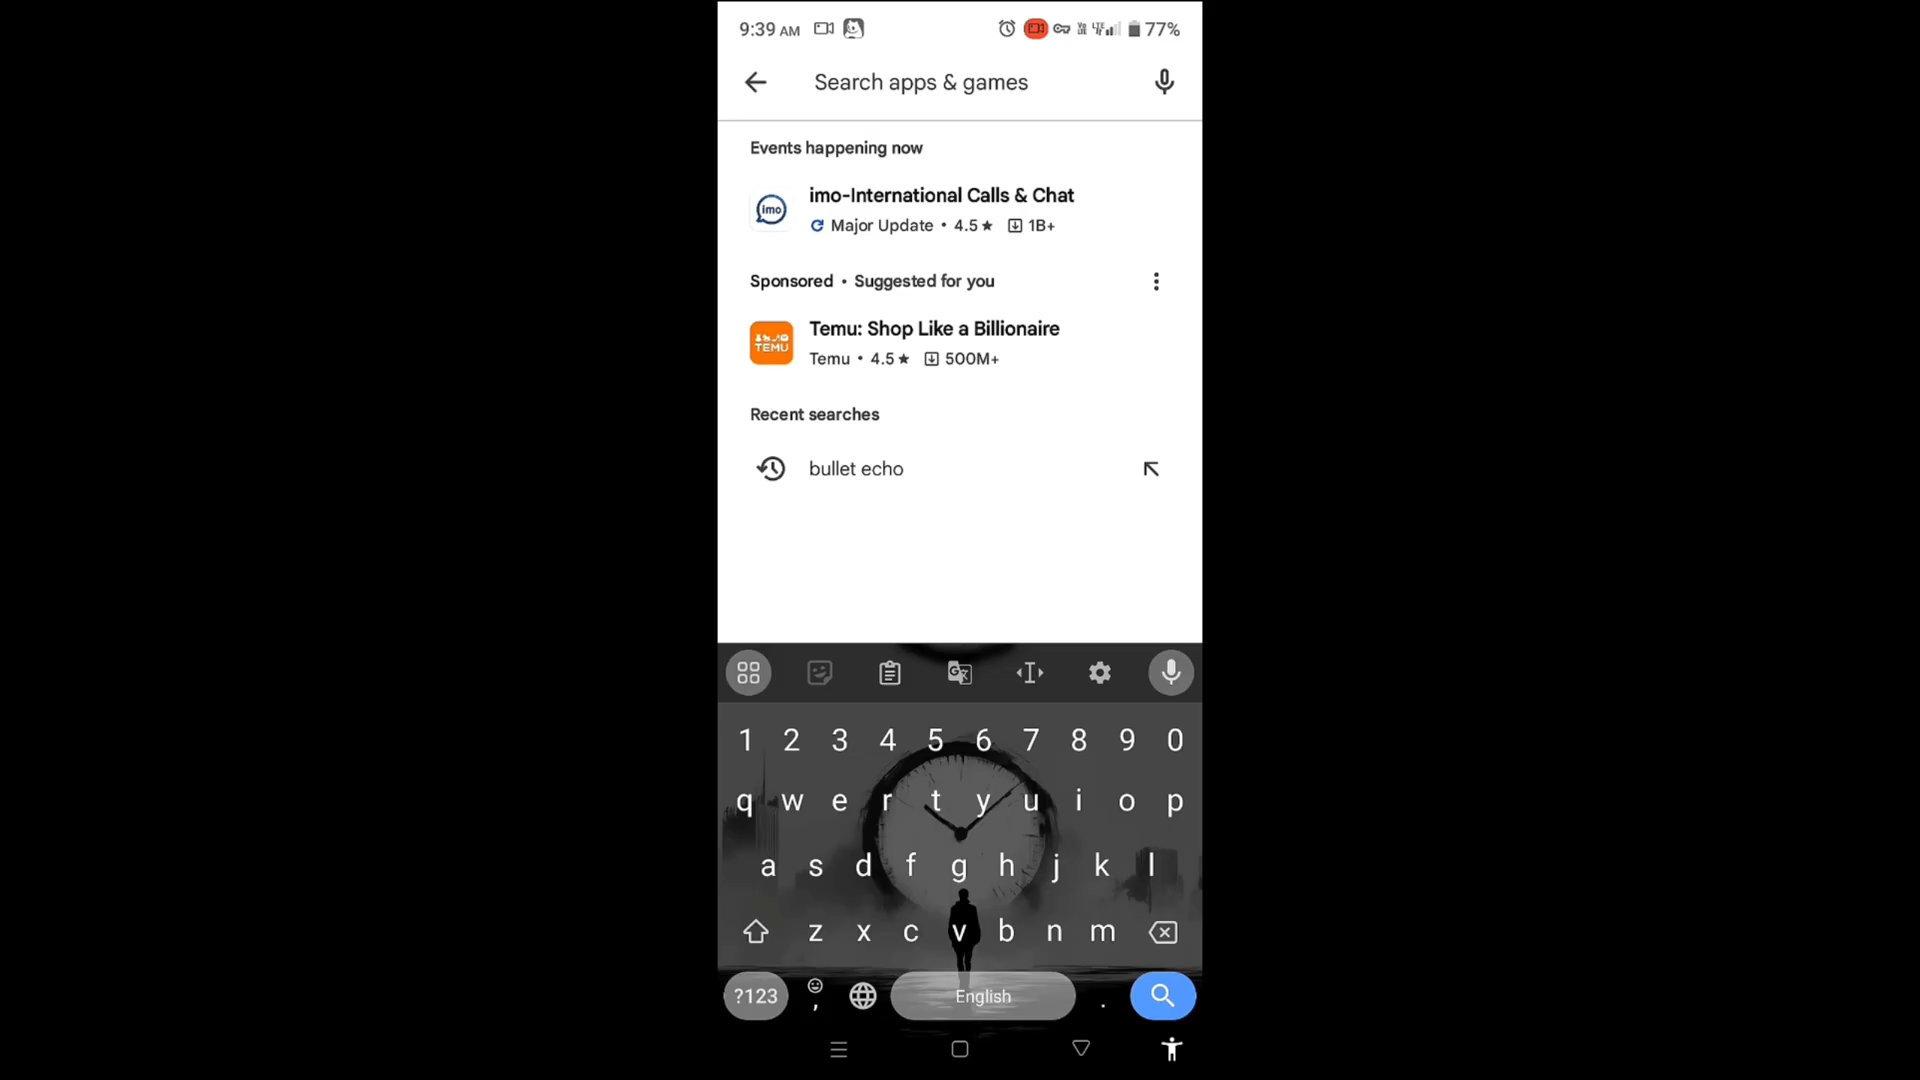 9:39 AM 77%
Search apps & games
Events happening now
imo
imo-International Calls & Chat
Major Update • 4.5★ 1B+
Sponsored • Suggested for you
TEMU
Temu: Shop Like a Billionaire
Temu • 4.5★ 500M+
Recent searches
bullet echo
1 2 3 4 5 6 7 8 9 0
q w e r t y u i o p
a s d f g h j k l
z x c v b n m
?123 , English .